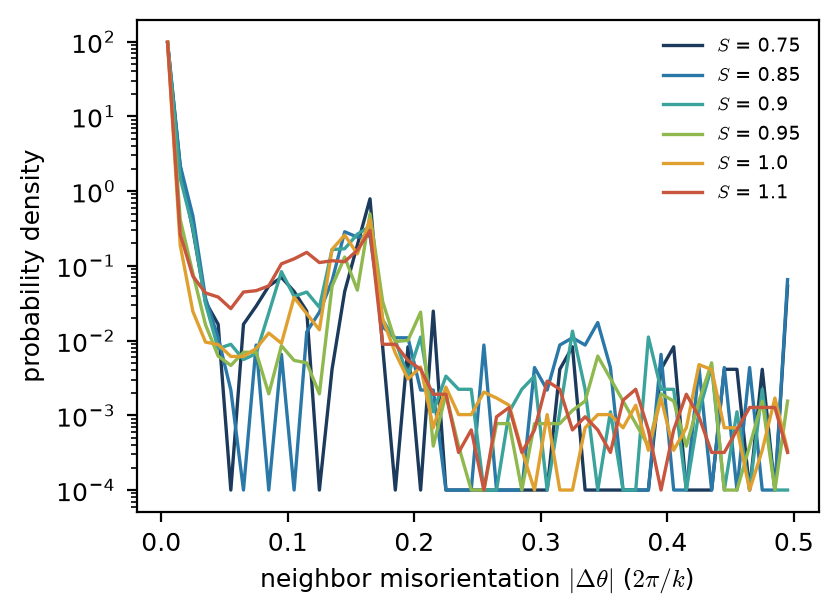 probability density
10²
10¹
10⁰
10⁻¹
10⁻²
10⁻³
10⁻⁴
S = 0.75
S = 0.85
S = 0.9
S = 0.95
S = 1.0
S = 1.1
0.0 0.1 0.2 0.3 0.4 0.5
neighbor misorientation |Δθ| (2π/k)